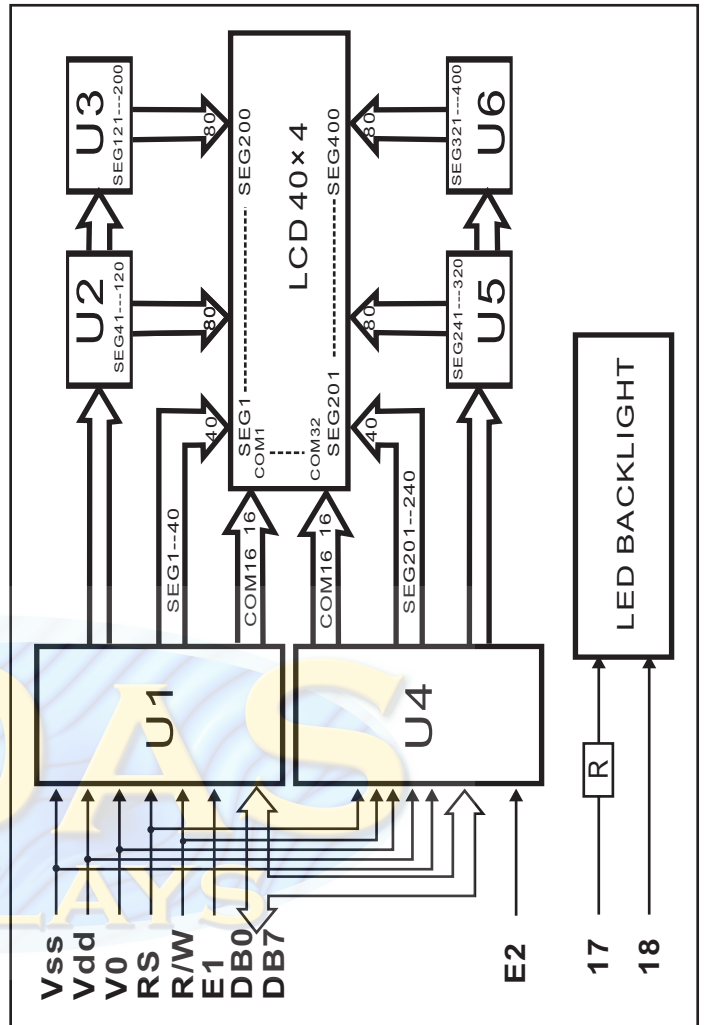 U3
SEG121---200
U2
SEG41---120
80
80
40
SEG1 SEG200
LCD 40×4
COM1
COM32
SEG201 SEG400
U6
SEG321---400
U5
SEG241---320
80
80
40
SEG1--40
COM16 16
COM16 16
SEG201--240
U1
U4
LED BACKLIGHT
R
Vss
Vdd
V0
RS
R/W
E1
DB0
DB7
E2
17
18